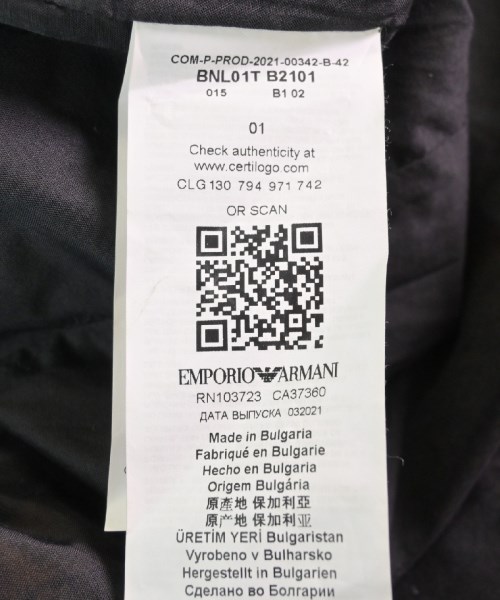 COM-P-PROD-2021-00342-B-42
BNL01T B2101
015 B1 02
01
Check authenticity at
www.certilogo.com
CLG 130 794 971 742
OR SCAN
EMPORIO ARMANI
RN103723 CA37360
ДАТА ВЫПУСКА 032021
Made in Bulgaria
Fabriqué en Bulgarie
Hecho en Bulgaria
Origem Bulgária
原產地 保加利亞
原产地 保加利亚
ÜRETİM YERİ Bulgaristan
Vyrobeno v Bulharsko
Hergestellt in Bulgarien
Сделано во Болгарии